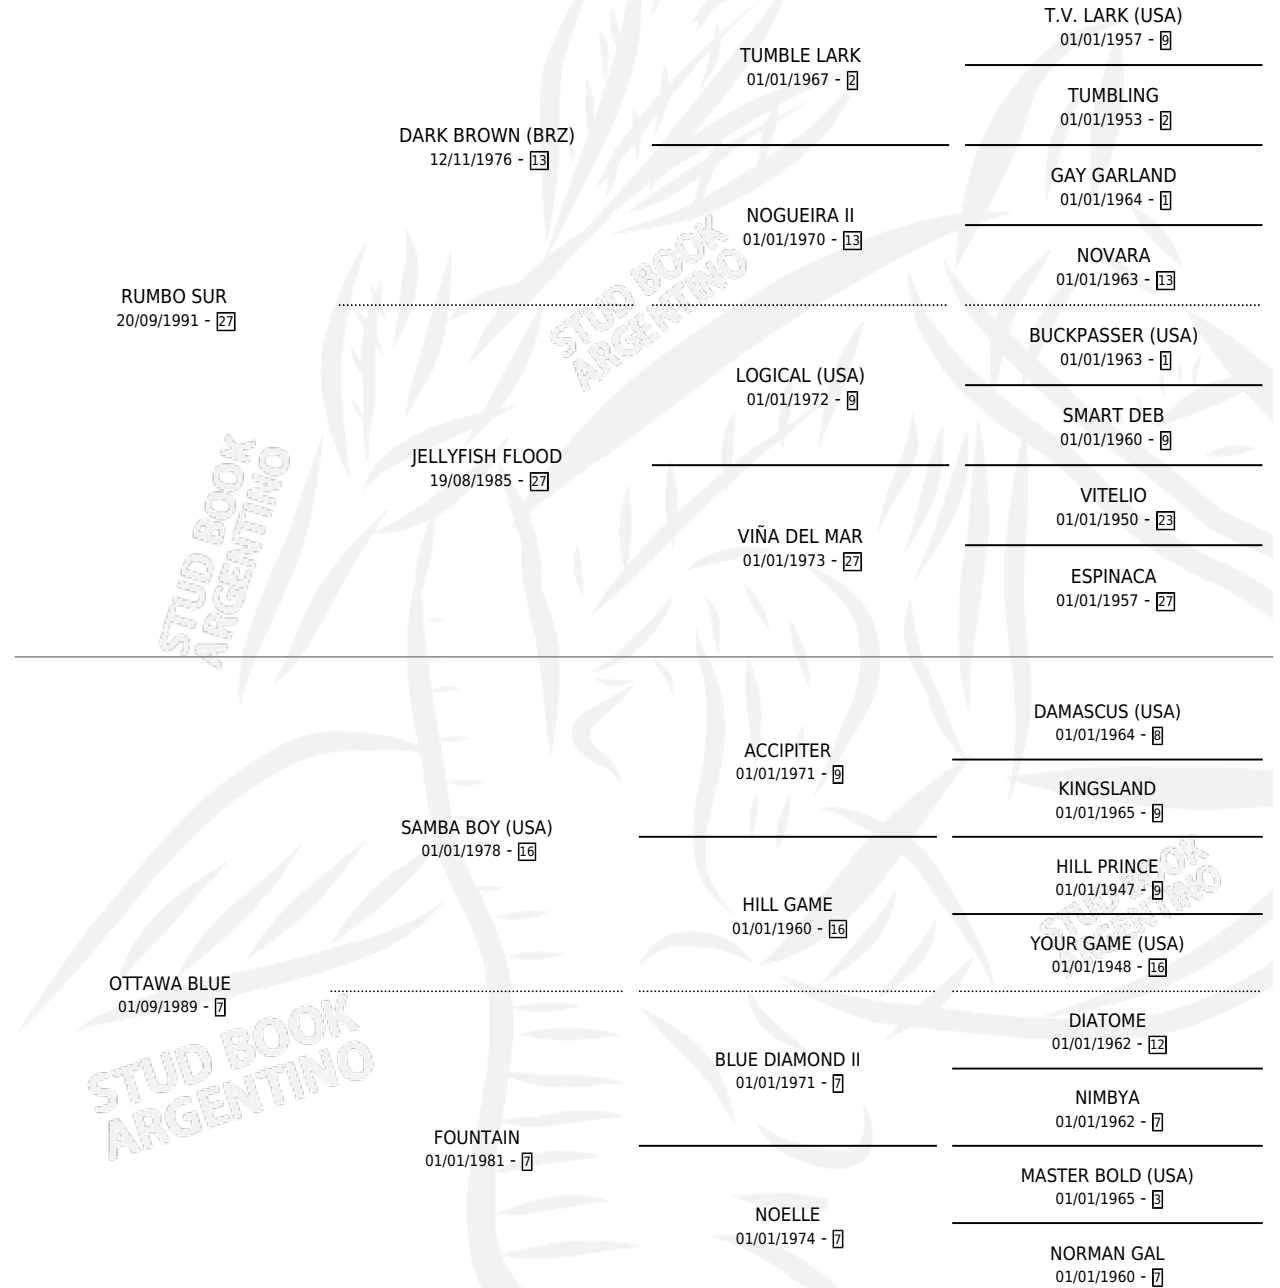 T.V. LARK (USA)
01/01/1957 - 9
TUMBLE LARK
01/01/1967 - 2
TUMBLING
01/01/1953 - 2
DARK BROWN (BRZ)
12/11/1976 - 13
GAY GARLAND
01/01/1964 - 1
NOGUEIRA II
01/01/1970 - 13
NOVARA
01/01/1963 - 13
RUMBO SUR
20/09/1991 - 27
STUD BOOK
ARGENTINO
BUCKPASSER (USA)
01/01/1963 - 1
LOGICAL (USA)
01/01/1972 - 9
SMART DEB
01/01/1960 - 9
JELLYFISH FLOOD
19/08/1985 - 27
VITELIO
01/01/1950 - 23
VIÑA DEL MAR
01/01/1973 - 27
ESPINACA
01/01/1957 - 27
STUD BOOK
ARGENTINO
DAMASCUS (USA)
01/01/1964 - 8
ACCIPITER
01/01/1971 - 9
KINGSLAND
01/01/1965 - 9
SAMBA BOY (USA)
01/01/1978 - 16
HILL PRINCE
01/01/1947 - 9
STUD BOOK
ARGENTINO
HILL GAME
01/01/1960 - 16
YOUR GAME (USA)
01/01/1948 - 16
OTTAWA BLUE
01/09/1989 - 7
STUD BOOK
ARGENTINO
DIATOME
01/01/1962 - 12
BLUE DIAMOND II
01/01/1971 - 7
NIMBYA
01/01/1962 - 7
FOUNTAIN
01/01/1981 - 7
MASTER BOLD (USA)
01/01/1965 - 3
NOELLE
01/01/1974 - 7
NORMAN GAL
01/01/1960 - 7